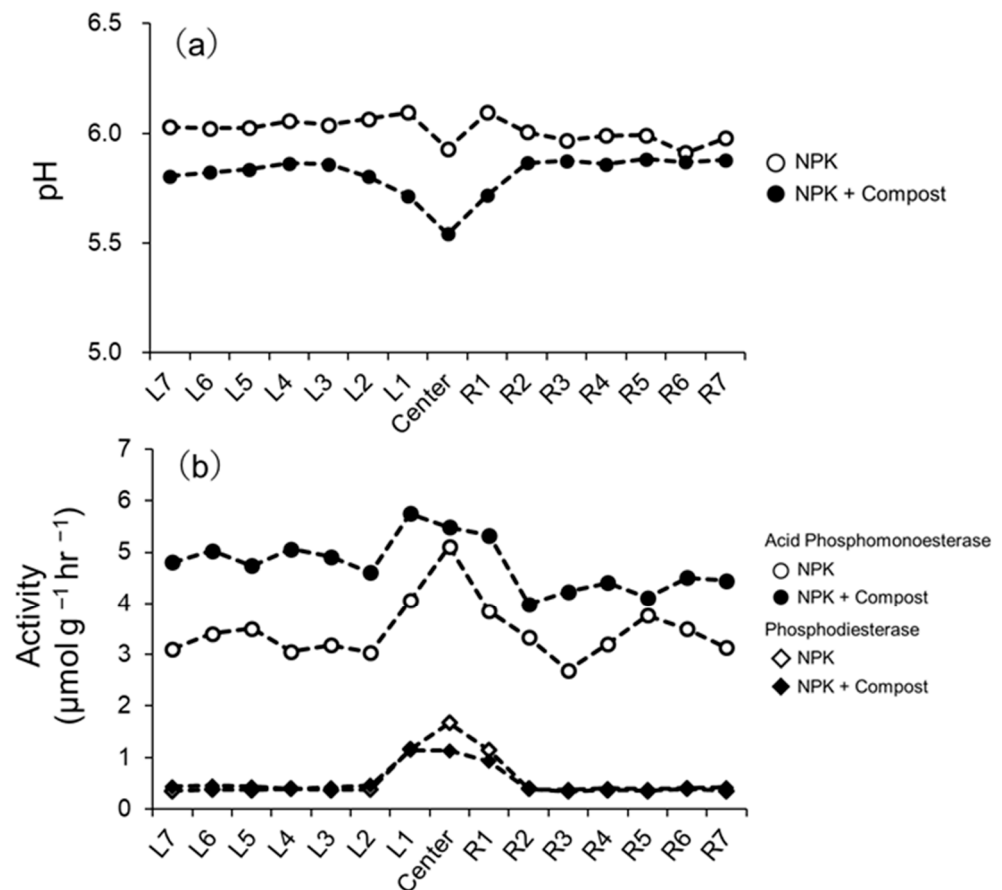 (a)
6.5
6.0
5.5
5.0
pH
L7 L6 L5 L4 L3 L2 L1 Center R1 R2 R3 R4 R5 R6 R7
NPK
NPK + Compost
(b)
7
6
5
4
3
2
1
0
Activity
(μmol g⁻¹ hr⁻¹)
L7 L6 L5 L4 L3 L2 L1 Center R1 R2 R3 R4 R5 R6 R7
Acid Phosphomonoesterase
NPK
NPK + Compost
Phosphodiesterase
NPK
NPK + Compost